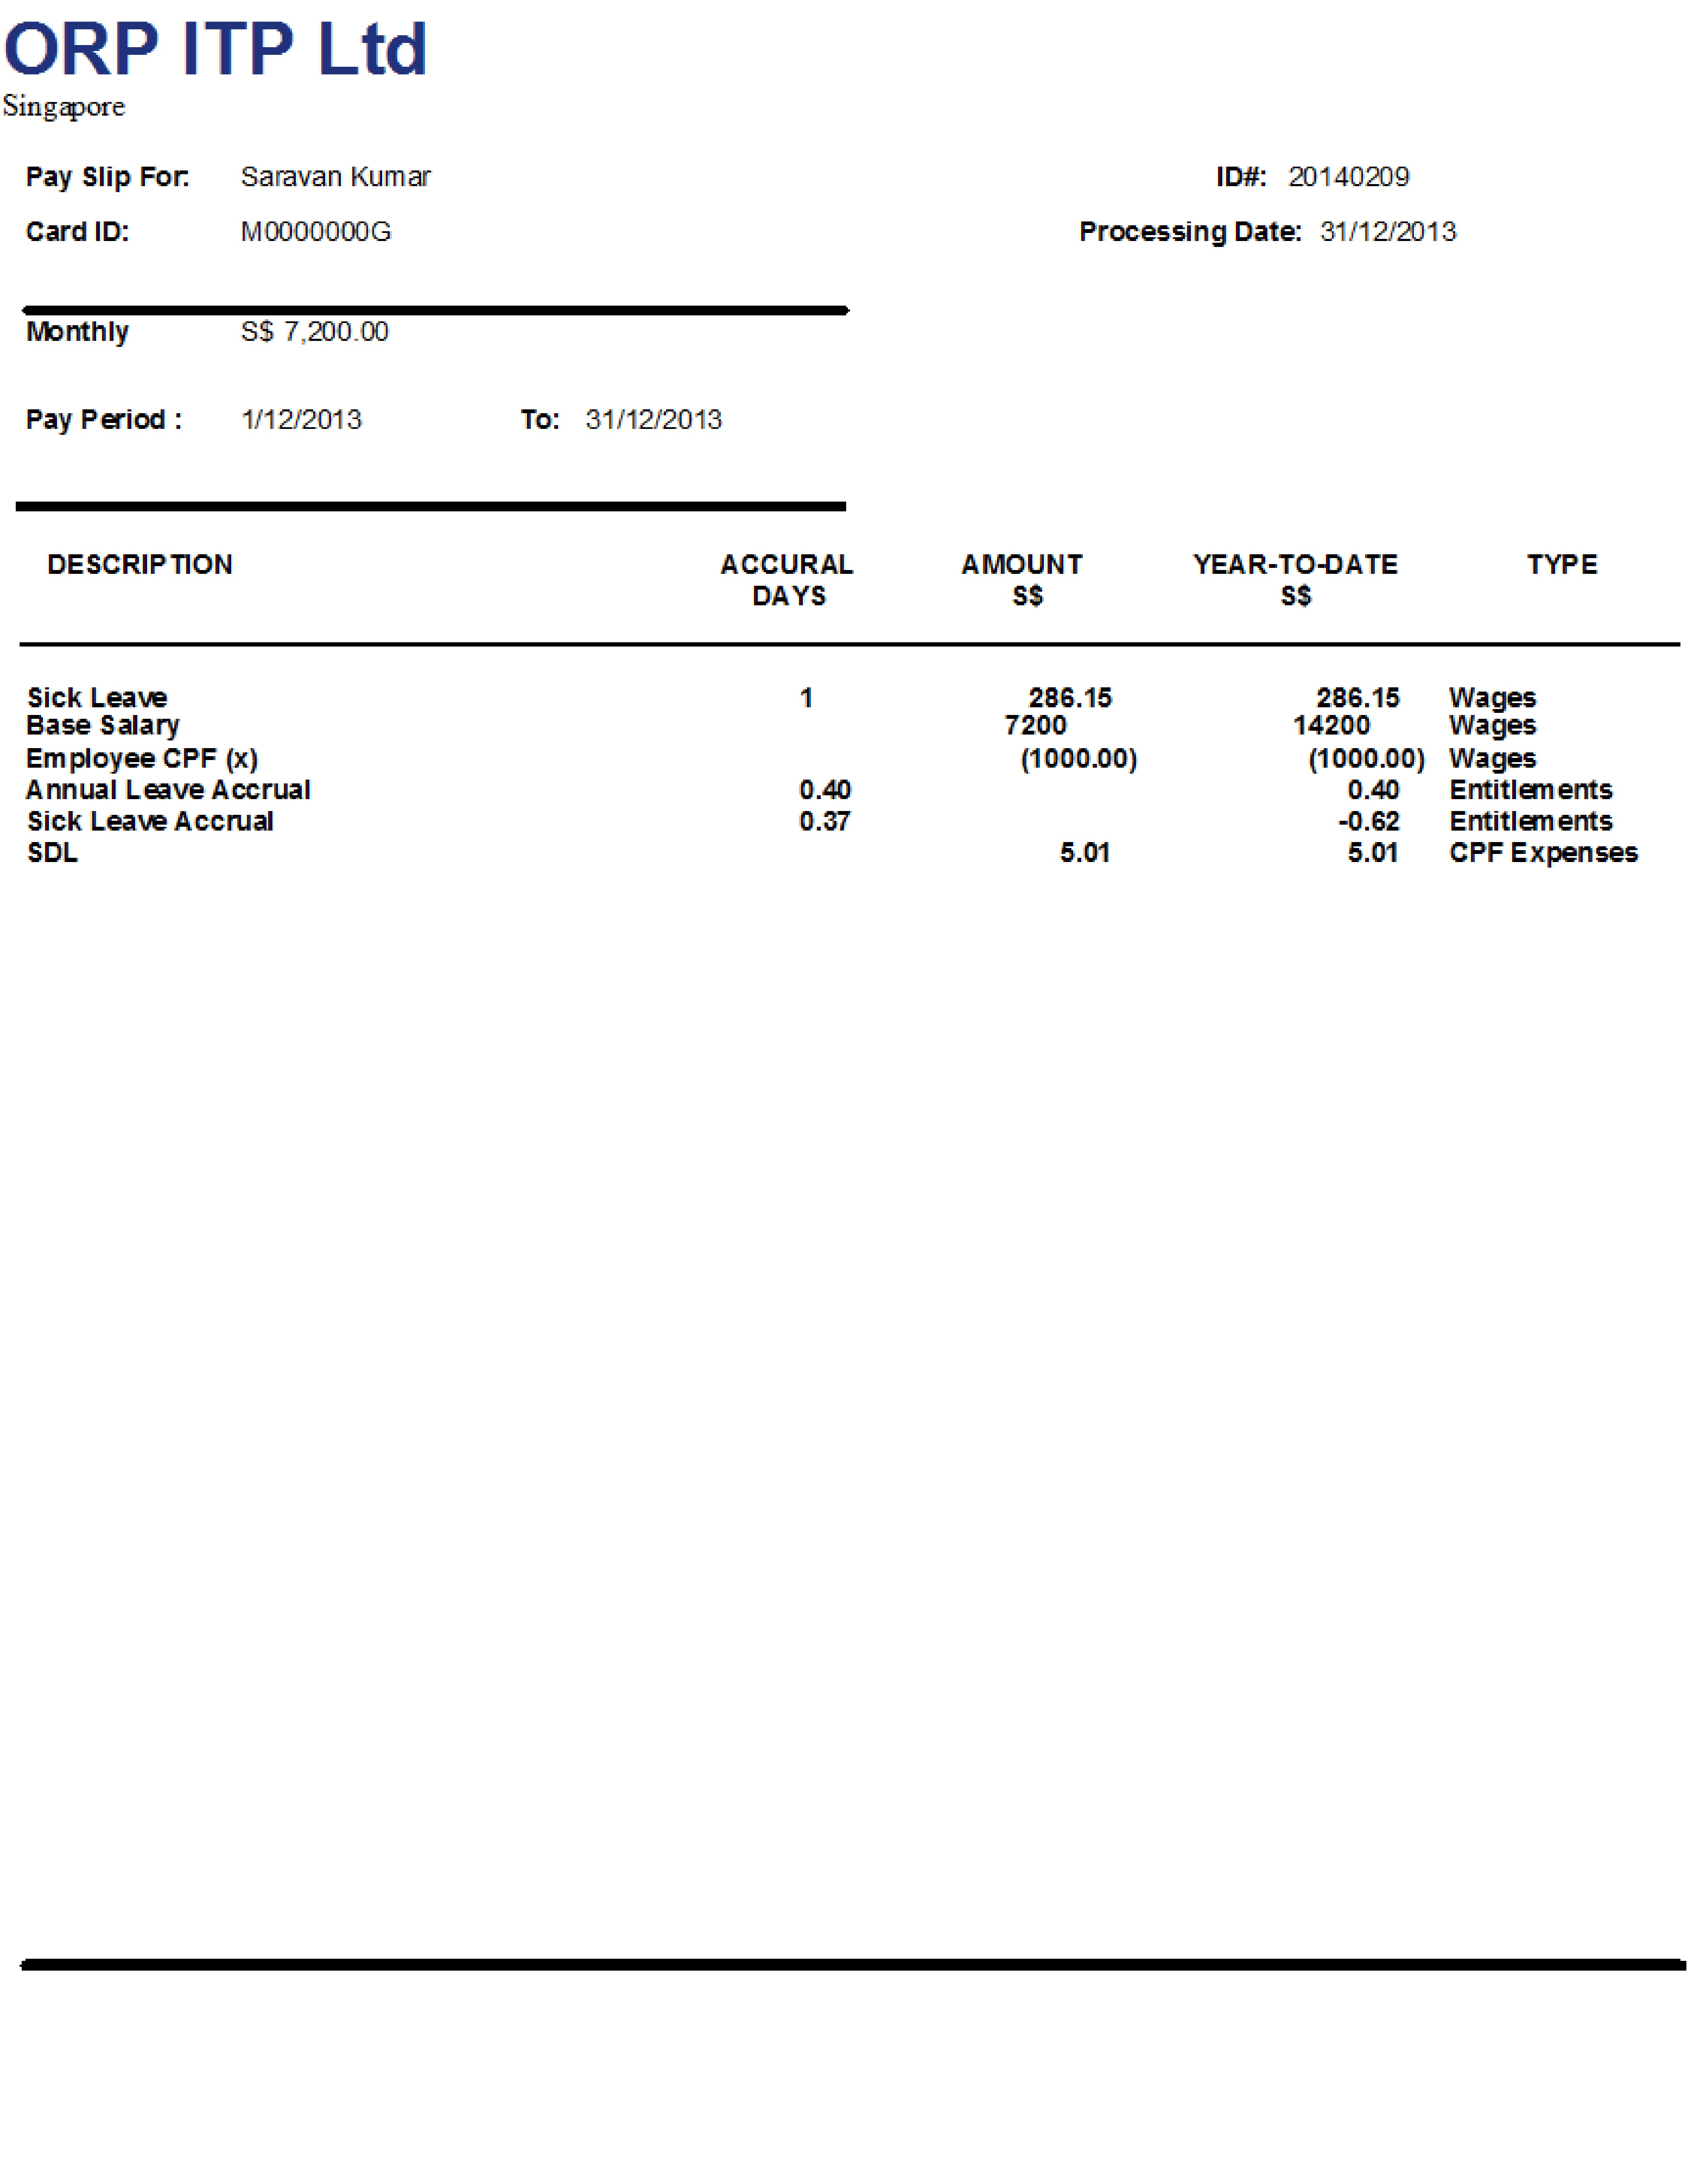 ORP ITP Ltd
Singapore
Pay Slip For: Saravan Kumar ID#: 20140209
Card ID: M0000000G Processing Date: 31/12/2013
Monthly S$ 7,200.00
Pay Period : 1/12/2013 To: 31/12/2013
DESCRIPTION ACCURAL AMOUNT YEAR-TO-DATE TYPE
DAYS S$ S$
Sick Leave 1 286.15 286.15 Wages
Base Salary 7200 14200 Wages
Employee CPF (x) (1000.00) (1000.00) Wages
Annual Leave Accrual 0.40 0.40 Entitlements
Sick Leave Accrual 0.37 -0.62 Entitlements
SDL 5.01 5.01 CPF Expenses